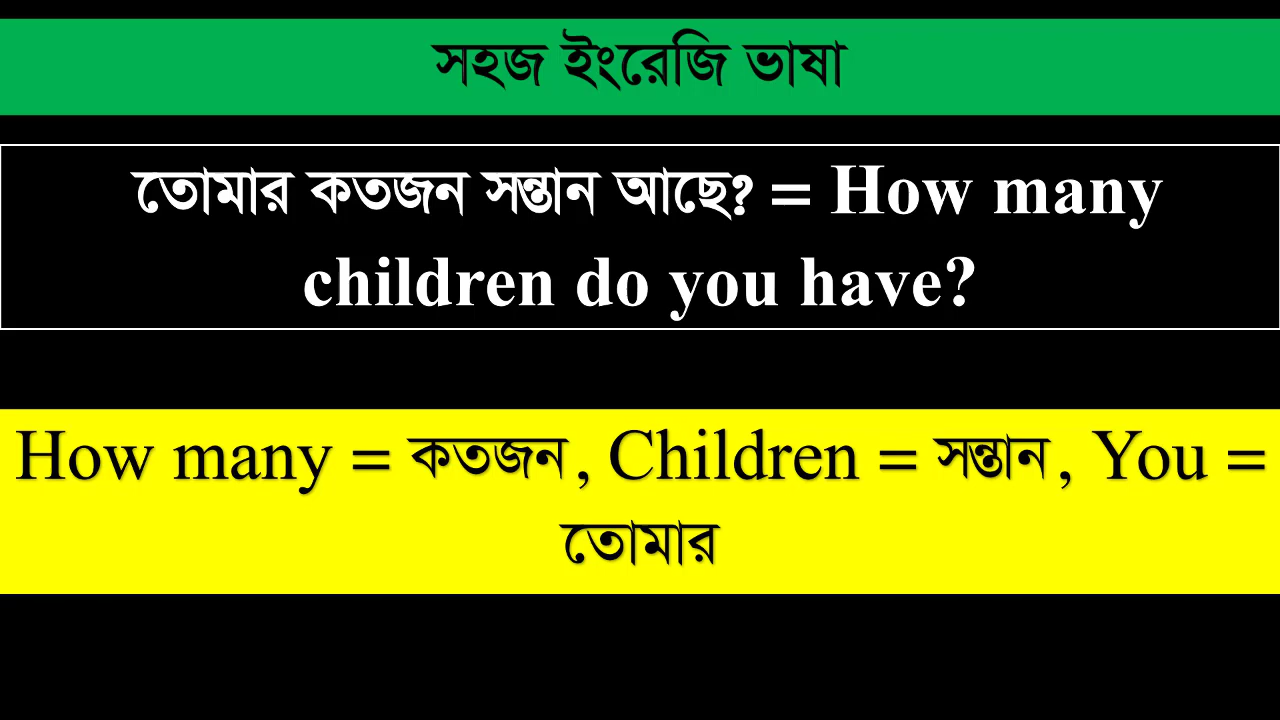 সহজ ইংরেজি ভাষা
তোমার কতজন সন্তান আছে? = How many
children do you have?
How many = কতজন, Children = সন্তান, You =
তোমার